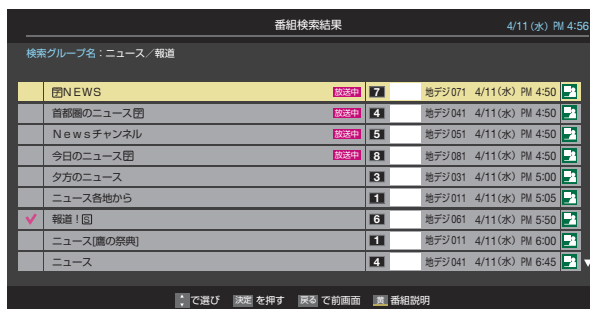 番組検索結果 4/11(水) PM 4:56
検索グループ名：ニュース／報道
字NEWS 放送中 7 地デジ071 4/11(水) PM 4:50
首都圏のニュース字 放送中 4 地デジ041 4/11(水) PM 4:50
Newsチャンネル 放送中 5 地デジ051 4/11(水) PM 4:50
今日のニュース字 放送中 8 地デジ081 4/11(水) PM 4:50
夕方のニュース 3 地デジ031 4/11(水) PM 5:00
ニュース各地から 1 地デジ011 4/11(水) PM 5:05
報道！S 6 地デジ061 4/11(水) PM 5:50
ニュース[鷹の祭典] 1 地デジ011 4/11(水) PM 6:00
ニュース 4 地デジ041 4/11(水) PM 6:45
で選び 決定 を押す 戻る で前画面 黄 番組説明